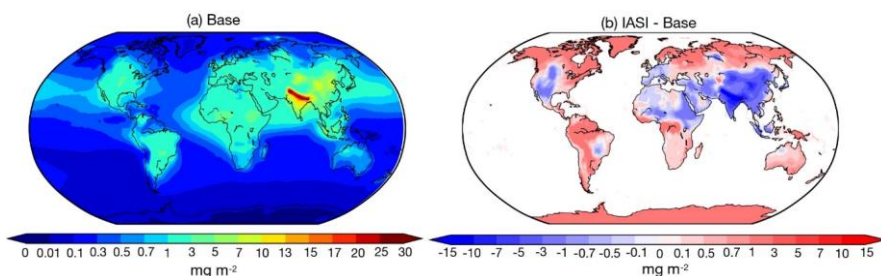 (a) Base
(b) IASI - Base
0 0.01 0.1 0.3 0.5 0.7 1 3 5 7 10 13 15 17 20 25 30
-15 -10 -7 -5 -3 -1 -0.7 -0.5 -0.1 0 0.1 0.5 0.7 1 3 5 7 10 15
mg m⁻²
mg m⁻²